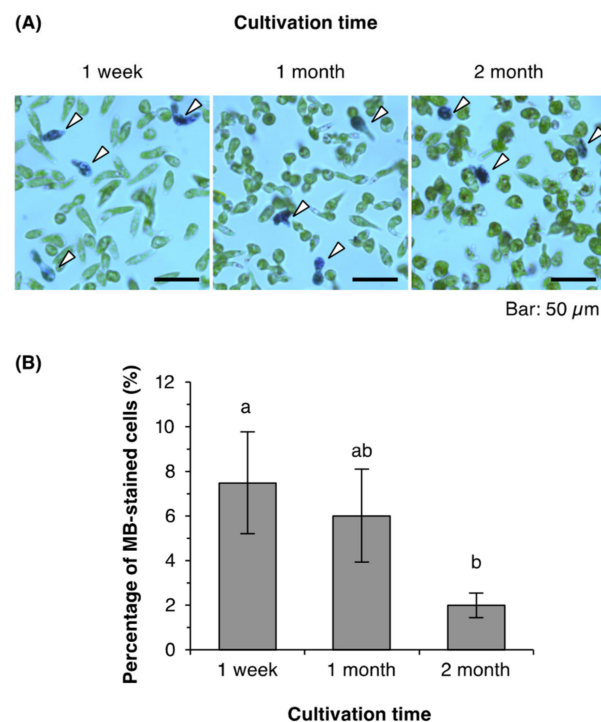 (A) Cultivation time
1 week 1 month 2 month
Bar: 50 µm
(B)
Percentage of MB-stained cells (%)
12
10
8
6
4
2
0
a
ab
b
1 week 1 month 2 month
Cultivation time